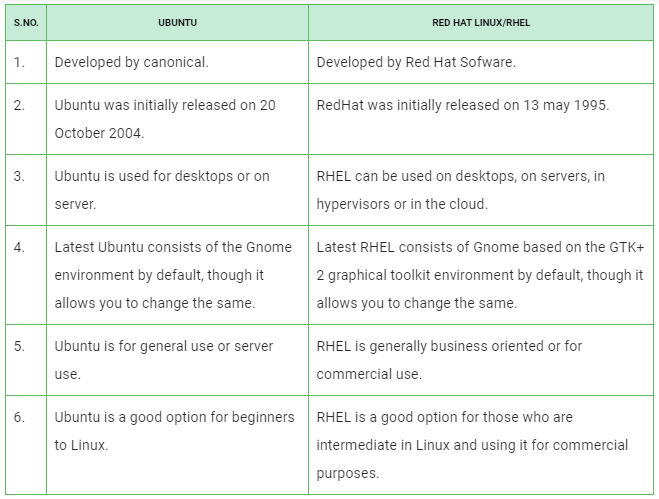 S.NO. UBUNTU RED HAT LINUX/RHEL
1. Developed by canonical. Developed by Red Hat Sofware.
2. Ubuntu was initially released on 20 RedHat was initially released on 13 may 1995.
October 2004.
3. Ubuntu is used for desktops or on RHEL can be used on desktops, on servers, in
server. hypervisors or in the cloud.
4. Latest Ubuntu consists of the Gnome Latest RHEL consists of Gnome based on the GTK+
environment by default, though it 2 graphical toolkit environment by default, though it
allows you to change the same. allows you to change the same.
5. Ubuntu is for general use or server RHEL is generally business oriented or for
use. commercial use.
6. Ubuntu is a good option for beginners RHEL is a good option for those who are
to Linux. intermediate in Linux and using it for commercial
purposes.